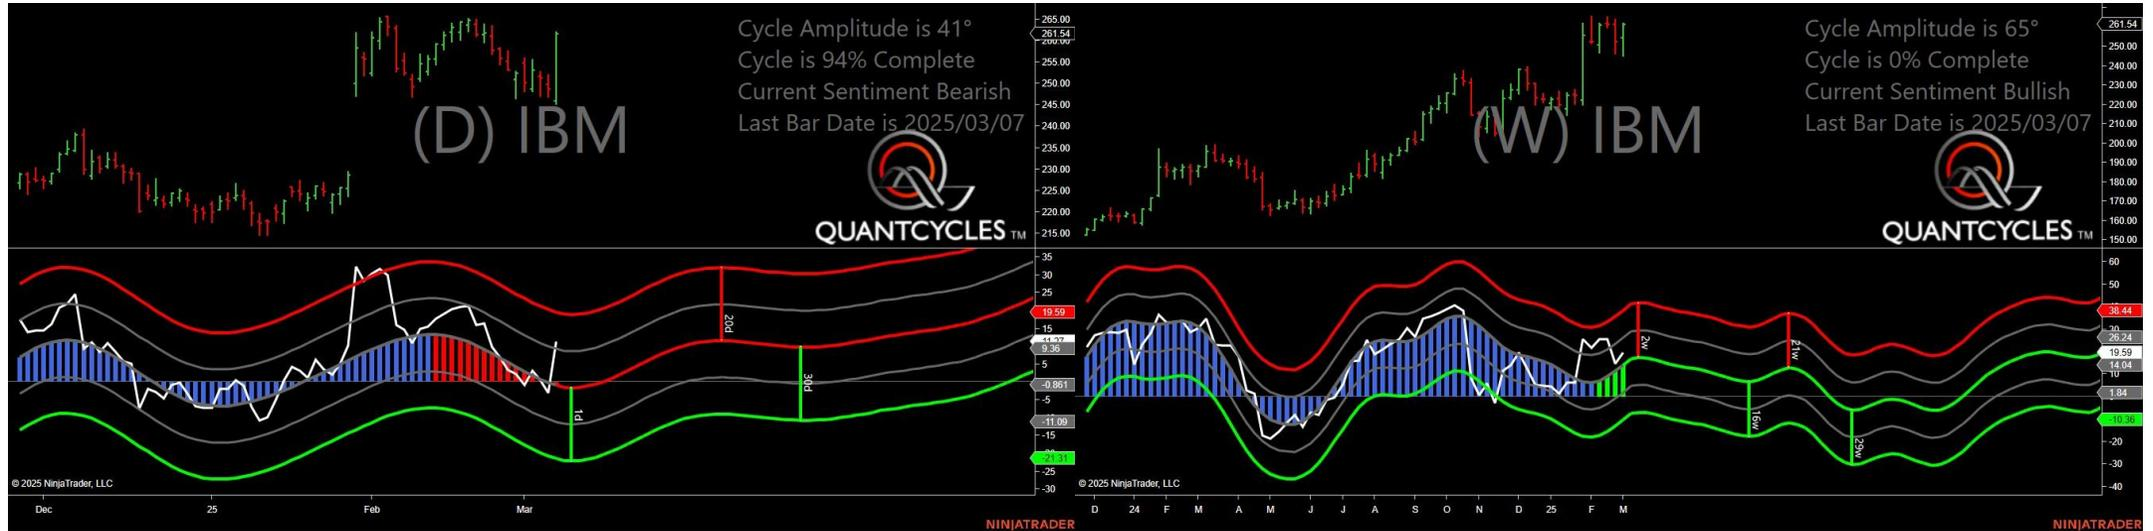 Cycle Amplitude is 41°
Cycle is 94% Complete
Current Sentiment Bearish
Last Bar Date is 2025/03/07
(D) IBM
QUANTCYCLES TM
265.00
261.54
260.00
255.00
250.00
245.00
240.00
235.00
230.00
225.00
220.00
215.00
35
30
25
19.59
15
9.36
5
-0.861
-5
-11.09
-15
-21.31
-25
-30
20d
30d
1d
© 2025 NinjaTrader, LLC
Dec
25
Feb
Mar
NINJATRADER
Cycle Amplitude is 65°
Cycle is 0% Complete
Current Sentiment Bullish
Last Bar Date is 2025/03/07
(W) IBM
QUANTCYCLES TM
261.54
250.00
240.00
230.00
220.00
210.00
200.00
190.00
180.00
170.00
160.00
150.00
60
50
38.44
26.24
19.59
14.04
10
1.84
-10.36
-20
-30
-40
2w
21w
16w
29w
© 2025 NinjaTrader, LLC
D
24
F
M
A
M
J
J
A
S
O
N
D
25
F
M
NINJATRADER